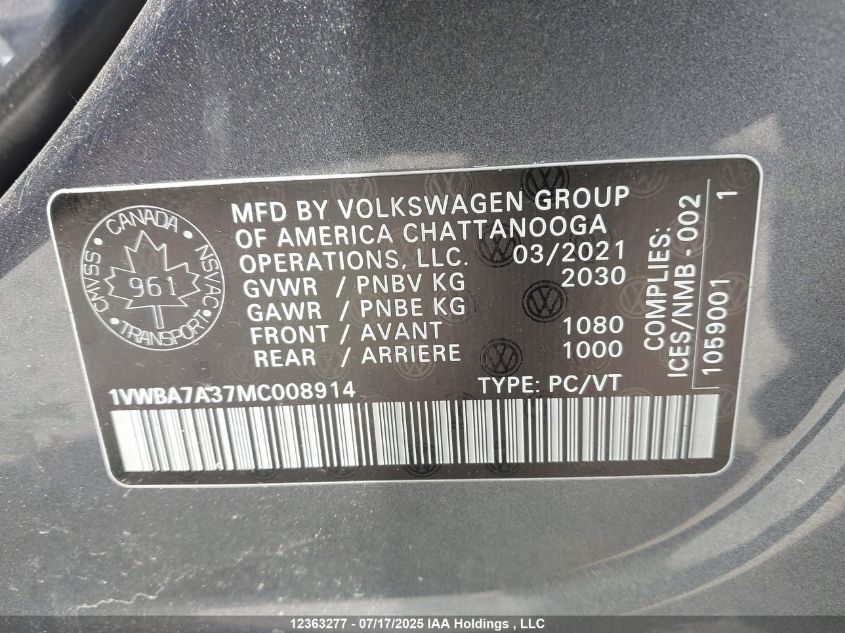 CANADA
CMVSS
NSVAC
961
TRANSPORT
MFD BY VOLKSWAGEN GROUP
OF AMERICA CHATTANOOGA
OPERATIONS, LLC. 03/2021
GVWR / PNBV KG 2030
GAWR / PNBE KG
FRONT / AVANT 1080
REAR / ARRIERE 1000
1VWBA7A37MC008914 TYPE: PC/VT
COMPLIES:
ICES/NMB - 002
1059001 1
12363277 - 07/17/2025 IAA Holdings , LLC